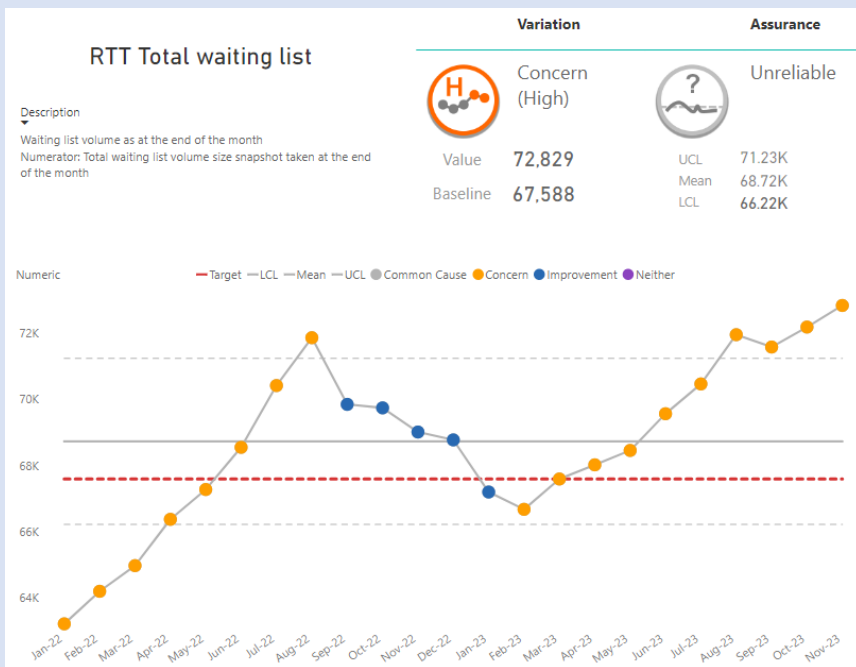 RTT Total waiting list
Description
Waiting list volume as at the end of the month
Numerator: Total waiting list volume size snapshot taken at the end
of the month
Variation
Assurance
H
Concern
(High)
?
Unreliable
Value 72,829
Baseline 67,588
UCL 71.23K
Mean 68.72K
LCL 66.22K
Numeric
Target LCL Mean UCL Common Cause Concern Improvement Neither
72K
70K
68K
66K
64K
Jan-22 Feb-22 Mar-22 Apr-22 May-22 Jun-22 Jul-22 Aug-22 Sep-22 Oct-22 Nov-22 Dec-22 Jan-23 Feb-23 Mar-23 Apr-23 May-23 Jun-23 Jul-23 Aug-23 Sep-23 Oct-23 Nov-23